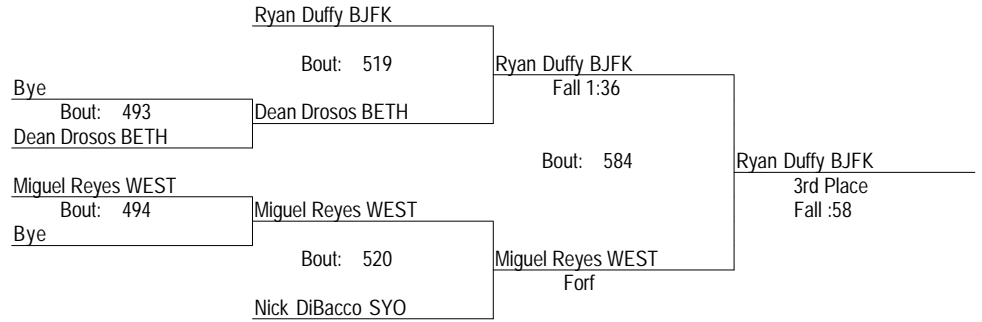 Ryan Duffy BJFK
Bout: 519
Ryan Duffy BJFK
Fall 1:36
Bye
Bout: 493
Dean Drosos BETH
Dean Drosos BETH
Bout: 584
Ryan Duffy BJFK
3rd Place
Fall :58
Miguel Reyes WEST
Bout: 494
Bye
Miguel Reyes WEST
Bout: 520
Miguel Reyes WEST
Forf
Nick DiBacco SYO